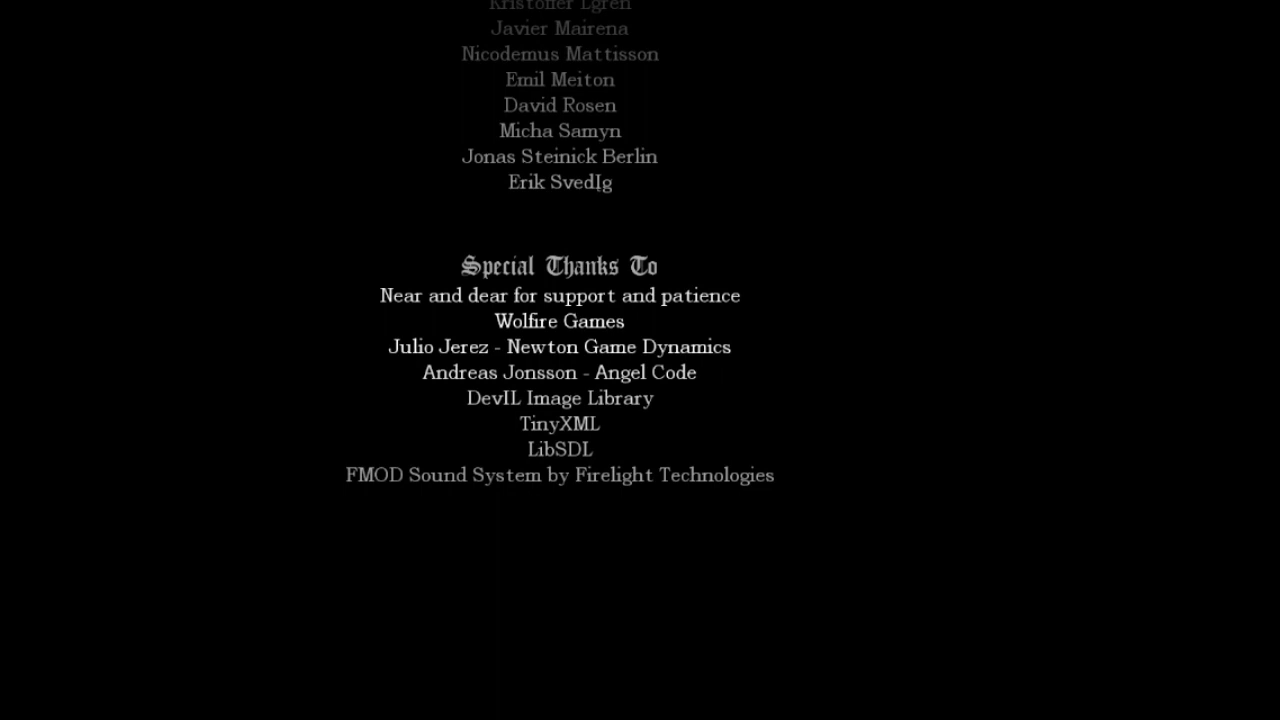 Kristoffer Lgren
Javier Mairena
Nicodemus Mattisson
Emil Meiton
David Rosen
Micha Samyn
Jonas Steinick Berlin
Erik SvedIg
Special Thanks To
Near and dear for support and patience
Wolfire Games
Julio Jerez - Newton Game Dynamics
Andreas Jonsson - Angel Code
DevIL Image Library
TinyXML
LibSDL
FMOD Sound System by Firelight Technologies